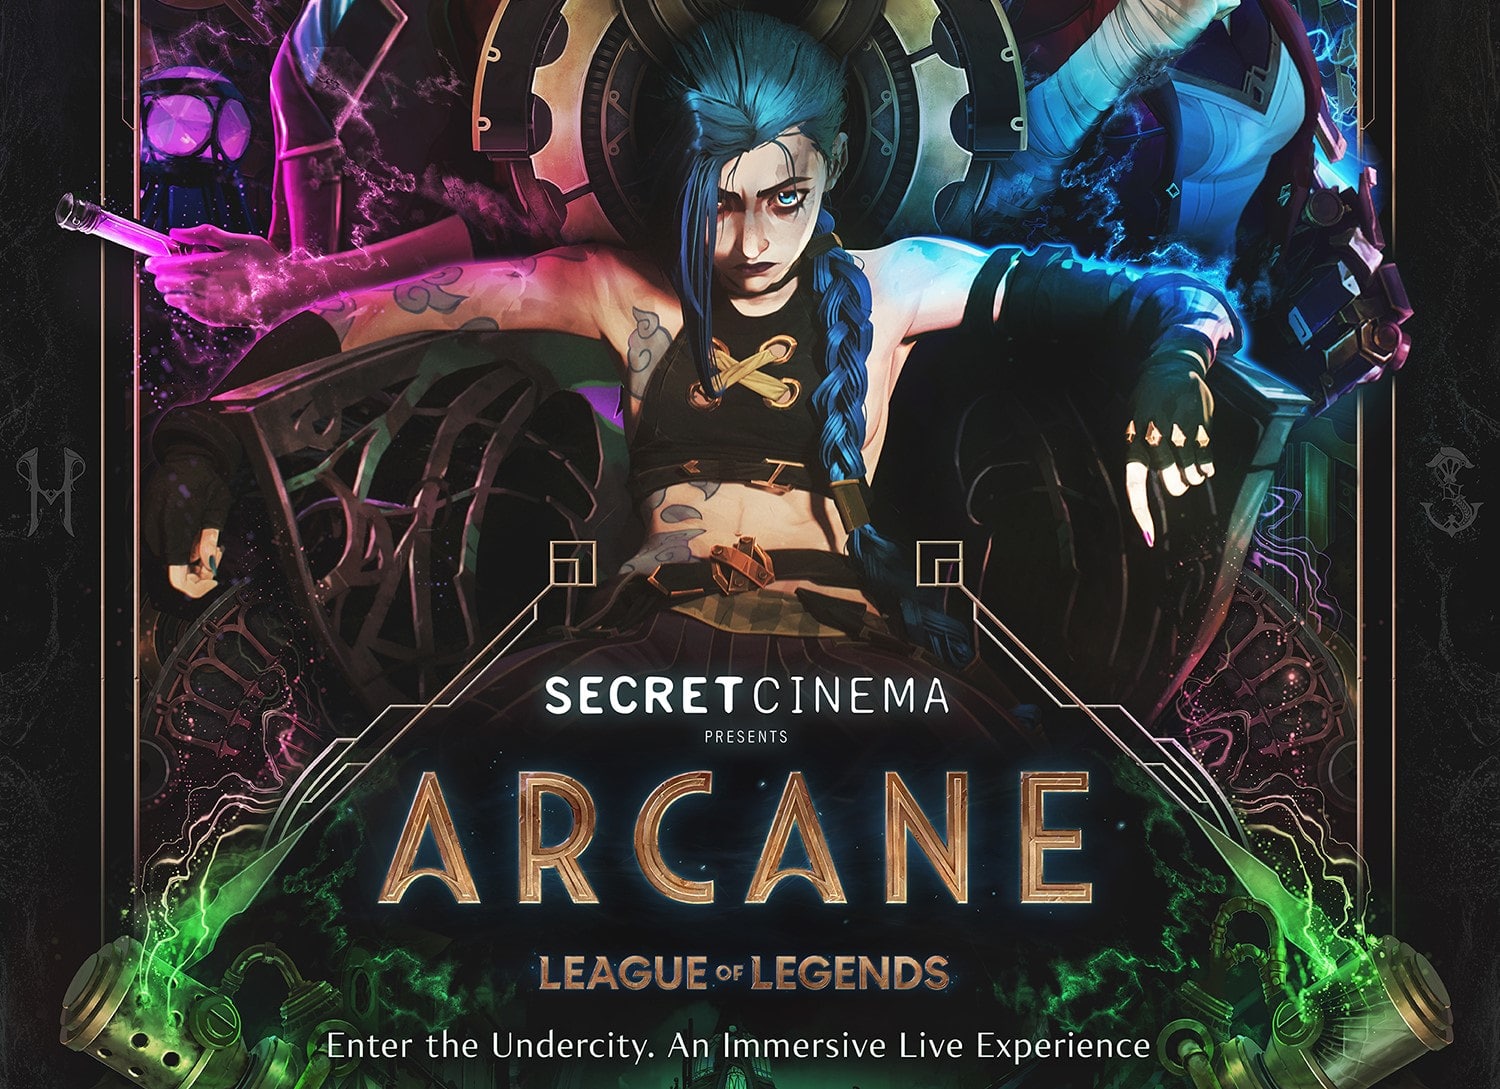 SECRETCINEMA
PRESENTS
ARCANE
LEAGUE OF LEGENDS
Enter the Undercity. An Immersive Live Experience